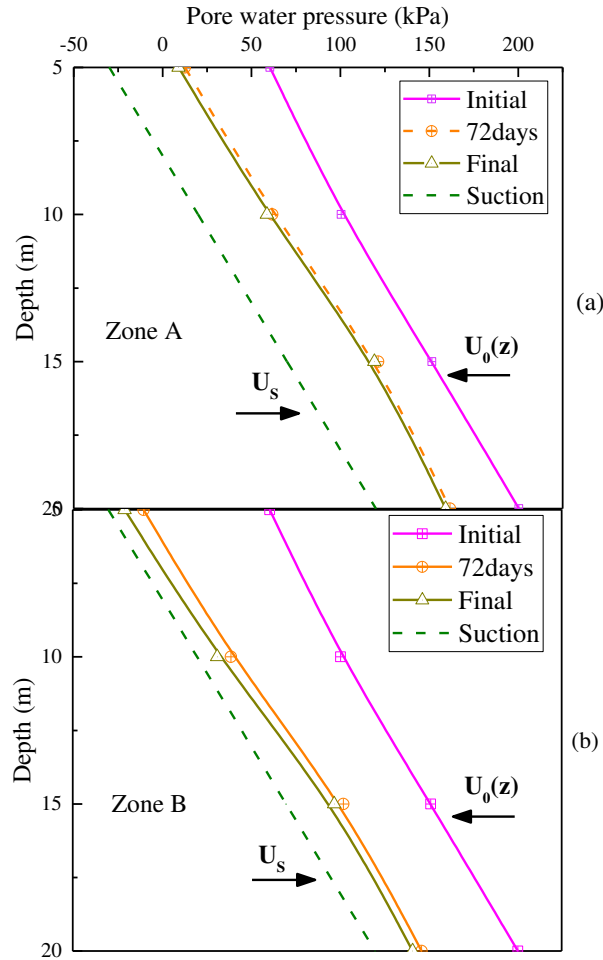 Pore water pressure (kPa)
-50 0 50 100 150 200
5
10
15
20
Depth (m)
Initial
72days
Final
Suction
Zone A
U0(z)
US
(a)
5
10
15
20
Depth (m)
Initial
72days
Final
Suction
Zone B
U0(z)
US
(b)